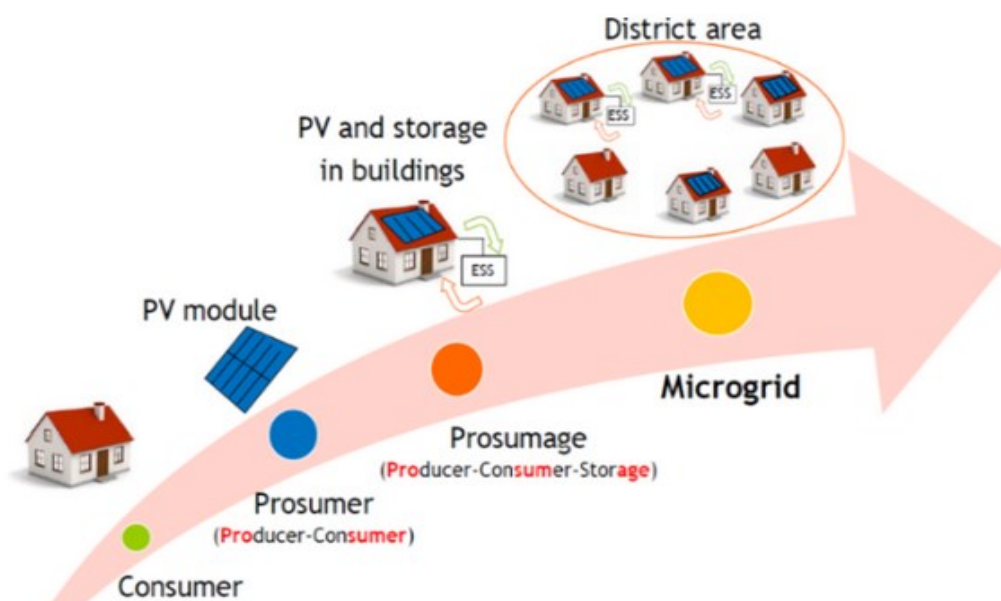 District area
ESS
ESS
PV and storage
in buildings
ESS
PV module
Microgrid
Prosumage
(Producer-Consumer-Storage)
Prosumer
(Producer-Consumer)
Consumer